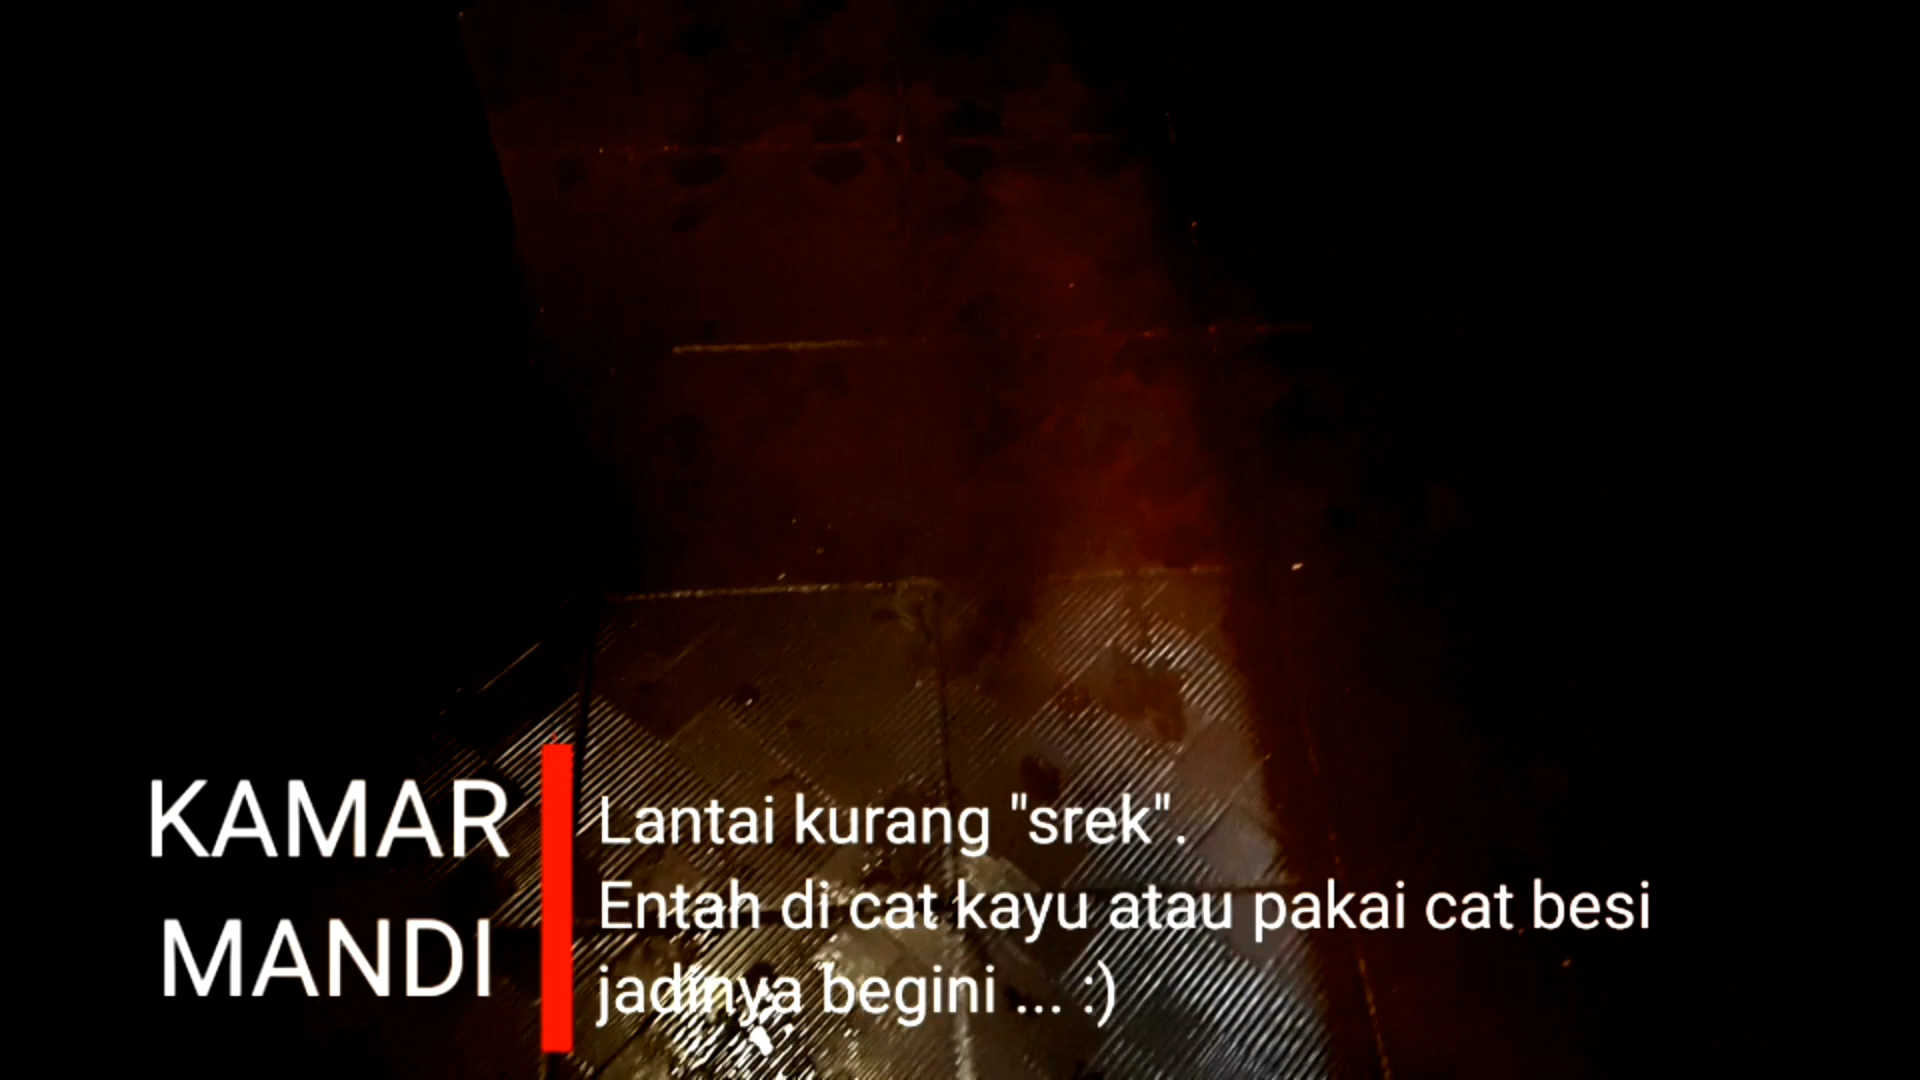 KAMAR
MANDI
Lantai kurang "srek".
Entah di cat kayu atau pakai cat besi
jadinya begini ... :)